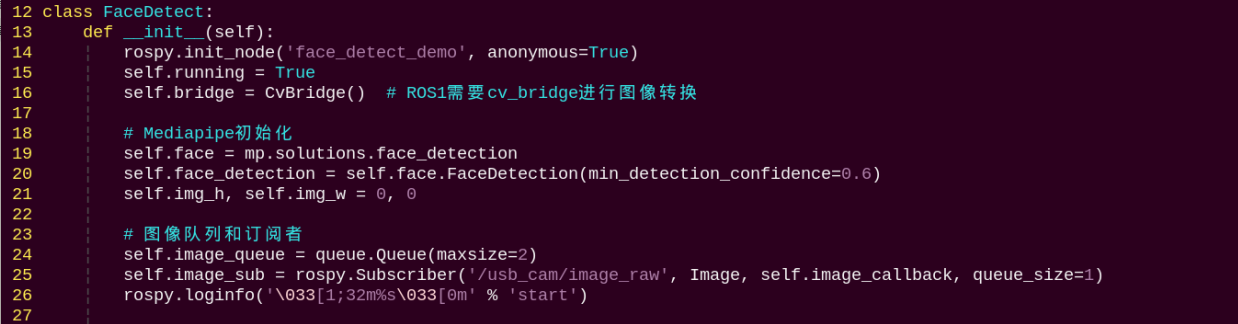 12 class FaceDetect:
13     def __init__(self):
14         rospy.init_node('face_detect_demo', anonymous=True)
15         self.running = True
16         self.bridge = CvBridge()  # ROS1需要cv_bridge进行图像转换
17
18         # Mediapipe初始化
19         self.face = mp.solutions.face_detection
20         self.face_detection = self.face.FaceDetection(min_detection_confidence=0.6)
21         self.img_h, self.img_w = 0, 0
22
23         # 图像队列和订阅者
24         self.image_queue = queue.Queue(maxsize=2)
25         self.image_sub = rospy.Subscriber('/usb_cam/image_raw', Image, self.image_callback, queue_size=1)
26         rospy.loginfo('\033[1;32m%s\033[0m' % 'start')
27